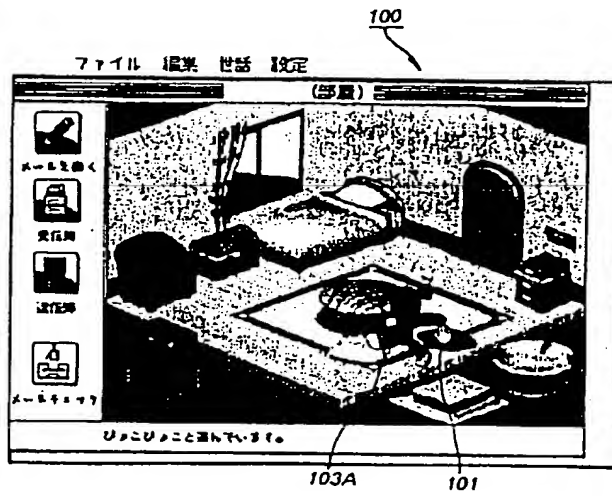 100
ファイル 編集 世話 設定
(部屋)
メールを書く
受信簿
送信簿
メールチェック
ぴょこぴょこと遊んでいます。
103A 101